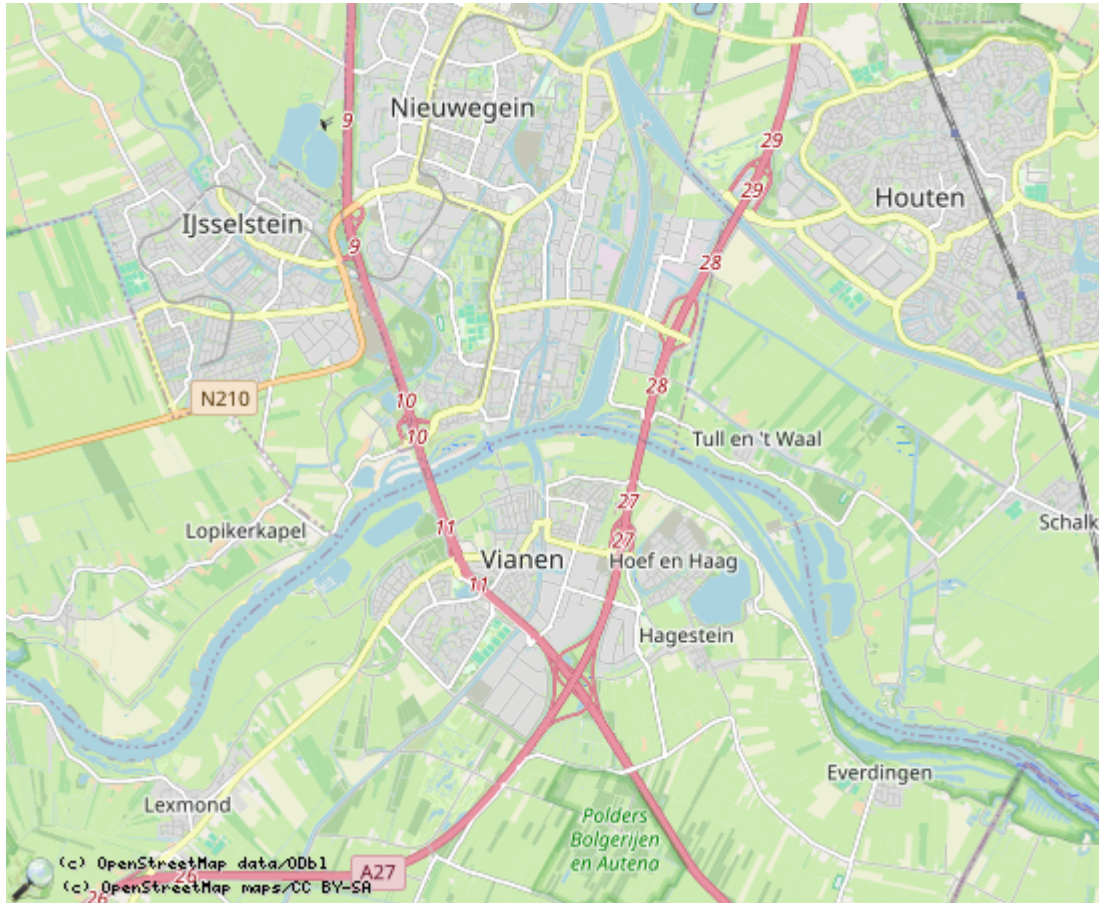 Nieuwegein
9
29
29
Houten
IJsselstein
9
28
28
N210
10
10
Tull en 't Waal
27
Lopikerkapel
11
27
Schalk
Vianen
Hoef en Haag
11
Hagestein
Everdingen
Lexmond
Polders
Bolgerijen
en Autena
(c) OpenStreetMap data/ODbl
A27
26
(c) OpenStreetMap maps/CC BY-SA
26